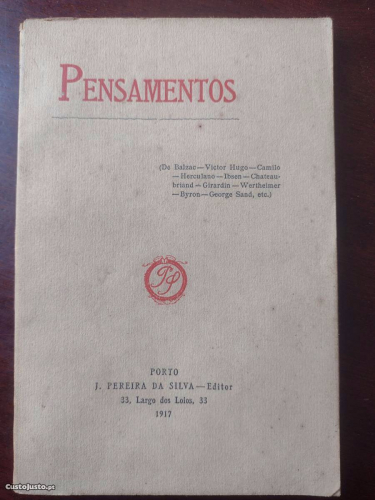 PENSAMENTOS
(De Balzac—Victor Hugo—Camilo
—Herculano—Ibsen—Chateau-
briand—Girardin—Wertheimer
—Byron—George Sand, etc.)
PORTO
J. PEREIRA DA SILVA—Editor
33, Largo dos Loios, 33
1917
CustoJusto.pt